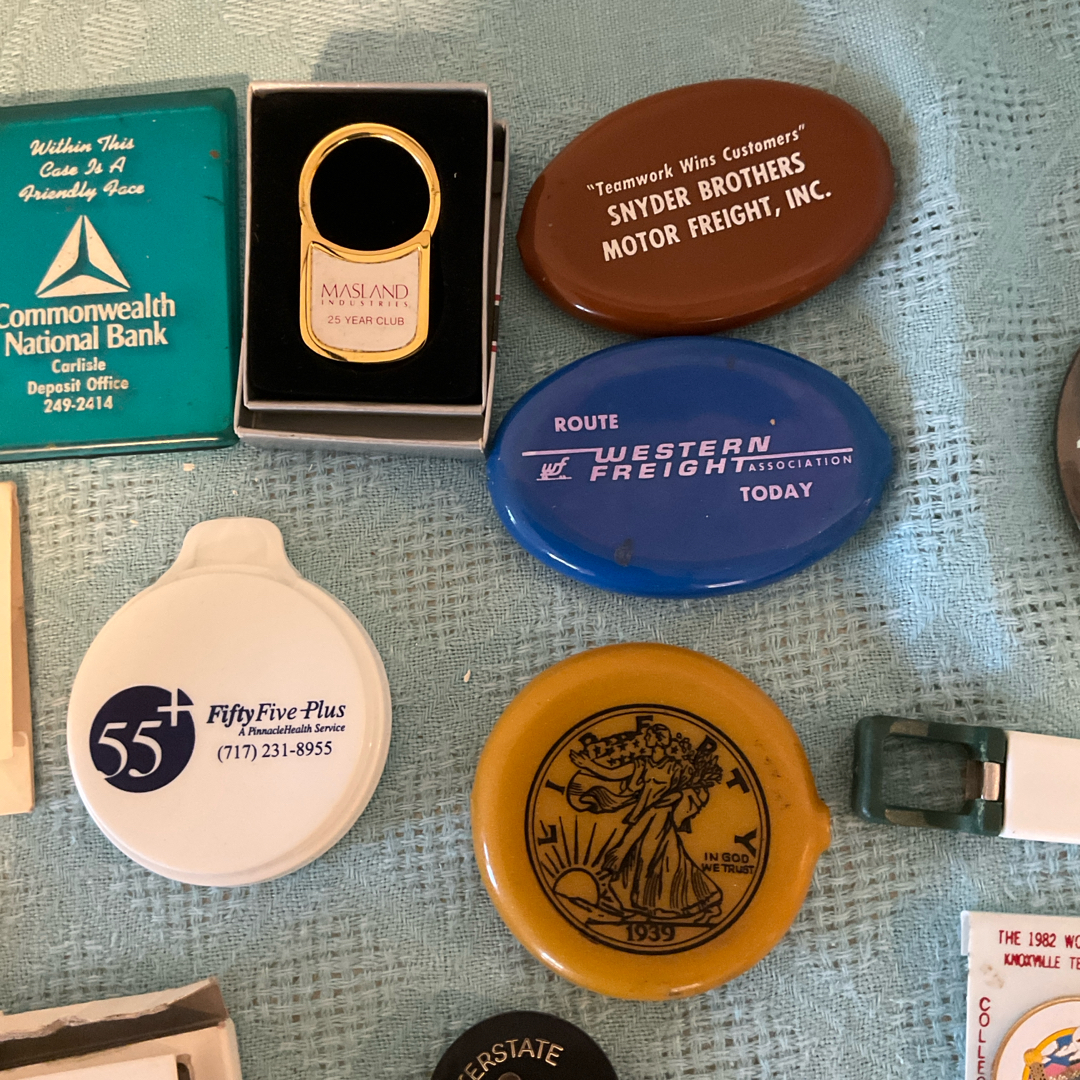 Within This
Case Is A
Friendly Face
Commonwealth
National Bank
Carlisle
Deposit Office
249-2414
MASLAND
INDUSTRIES
25 YEAR CLUB
"Teamwork Wins Customers"
SNYDER BROTHERS
MOTOR FREIGHT, INC.
ROUTE
wf WESTERN
FREIGHT ASSOCIATION
TODAY
55+
FiftyFive-Plus
A PinnacleHealth Service
(717) 231-8955
LIBERTY
IN GOD
WE TRUST
1939
THE 1982 WO
KNOXVILLE TE
COLLE
ERSTATE